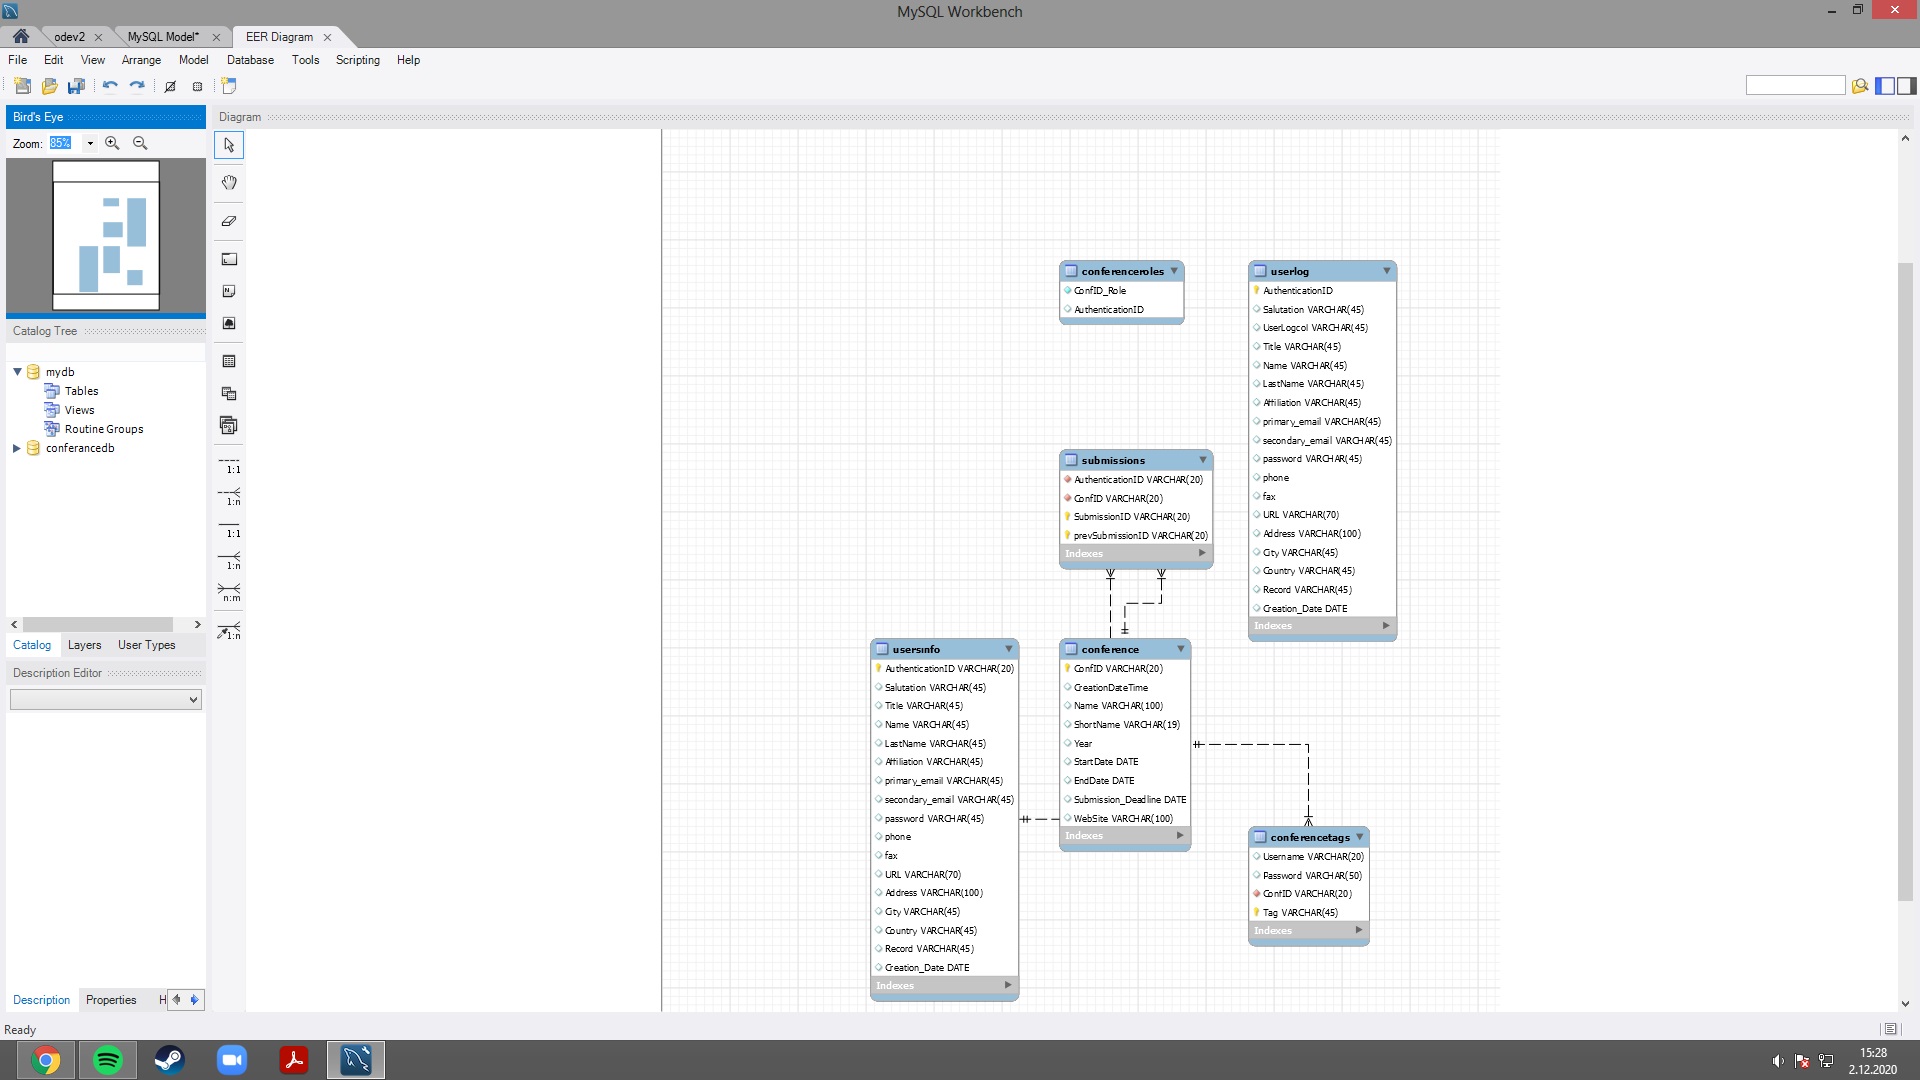 MySQL Workbench
odev2
MySQL Model*
EER Diagram
File Edit View Arrange Model Database Tools Scripting Help
Bird's Eye
Diagram
Zoom: 85%
Catalog Tree
mydb
Tables
Views
Routine Groups
conferancedb
1:1
1:n
1:1
1:n
n:m
1:n
Catalog Layers User Types
Description Editor
Description Properties H
conferenceroles
ConfID_Role
AuthenticationID
userlog
AuthenticationID
Salutation VARCHAR(45)
UserLogcol VARCHAR(45)
Title VARCHAR(45)
Name VARCHAR(45)
LastName VARCHAR(45)
Affiliation VARCHAR(45)
primary_email VARCHAR(45)
secondary_email VARCHAR(45)
password VARCHAR(45)
phone
fax
URL VARCHAR(70)
Address VARCHAR(100)
City VARCHAR(45)
Country VARCHAR(45)
Record VARCHAR(45)
Creation_Date DATE
Indexes
submissions
AuthenticationID VARCHAR(20)
ConfID VARCHAR(20)
SubmissionID VARCHAR(20)
prevSubmissionID VARCHAR(20)
Indexes
usersinfo
AuthenticationID VARCHAR(20)
Salutation VARCHAR(45)
Title VARCHAR(45)
Name VARCHAR(45)
LastName VARCHAR(45)
Affiliation VARCHAR(45)
primary_email VARCHAR(45)
secondary_email VARCHAR(45)
password VARCHAR(45)
phone
fax
URL VARCHAR(70)
Address VARCHAR(100)
City VARCHAR(45)
Country VARCHAR(45)
Record VARCHAR(45)
Creation_Date DATE
Indexes
conference
ConfID VARCHAR(20)
CreationDateTime
Name VARCHAR(100)
ShortName VARCHAR(19)
Year
StartDate DATE
EndDate DATE
Submission_Deadline DATE
WebSite VARCHAR(100)
Indexes
conferencetags
Username VARCHAR(20)
Password VARCHAR(50)
ConfID VARCHAR(20)
Tag VARCHAR(45)
Indexes
Ready
15:28
2.12.2020